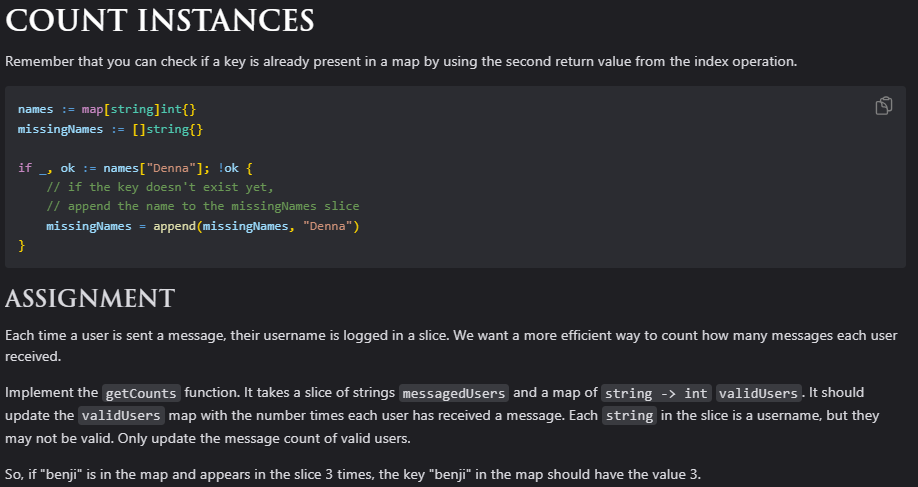 COUNT INSTANCES
Remember that you can check if a key is already present in a map by using the second return value from the index operation.
names := map[string]int{}
missingNames := []string{}
if _, ok := names["Denna"]; !ok {
    // if the key doesn't exist yet,
    // append the name to the missingNames slice
    missingNames = append(missingNames, "Denna")
}
ASSIGNMENT
Each time a user is sent a message, their username is logged in a slice. We want a more efficient way to count how many messages each user
received.
Implement the getCounts function. It takes a slice of strings messagedUsers and a map of string -> int validUsers. It should
update the validUsers map with the number times each user has received a message. Each string in the slice is a username, but they
may not be valid. Only update the message count of valid users.
So, if "benji" is in the map and appears in the slice 3 times, the key "benji" in the map should have the value 3.